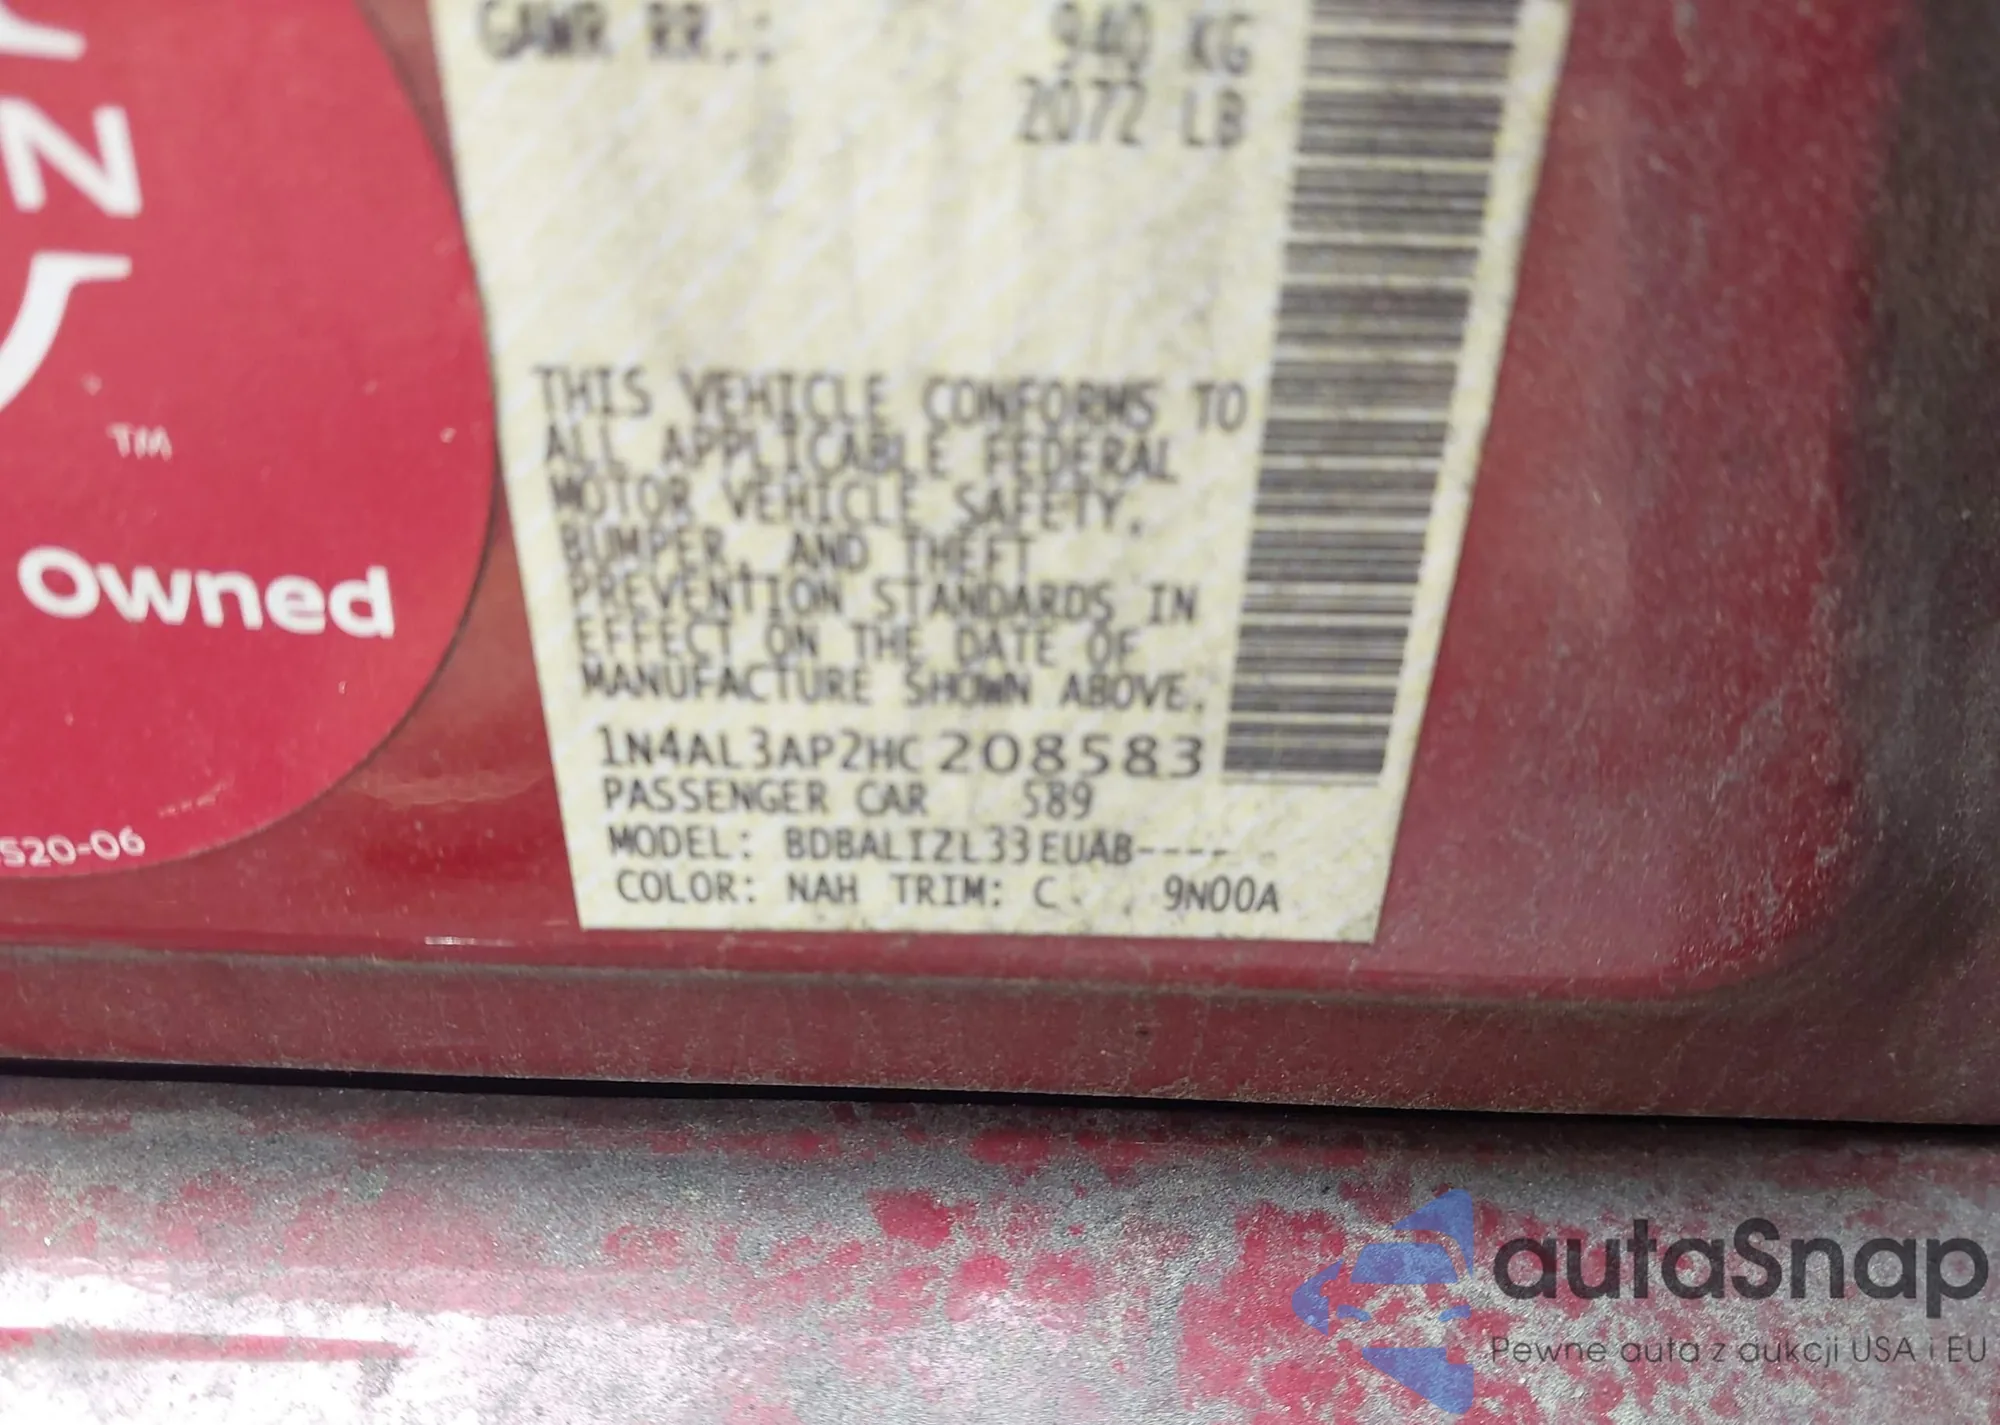 GAWR RR.: 940 KG
2072 LB
THIS VEHICLE CONFORMS TO
ALL APPLICABLE FEDERAL
MOTOR VEHICLE SAFETY,
BUMPER, AND THEFT
PREVENTION STANDARDS IN
EFFECT ON THE DATE OF
MANUFACTURE SHOWN ABOVE.
1N4AL3AP2HC208583
PASSENGER CAR 589
MODEL: BDBALIZL33EUAB----
COLOR: NAH TRIM: C 9N00A
N
TM
Owned
520-06
autaSnap
Pewne auta z aukcji USA i EU